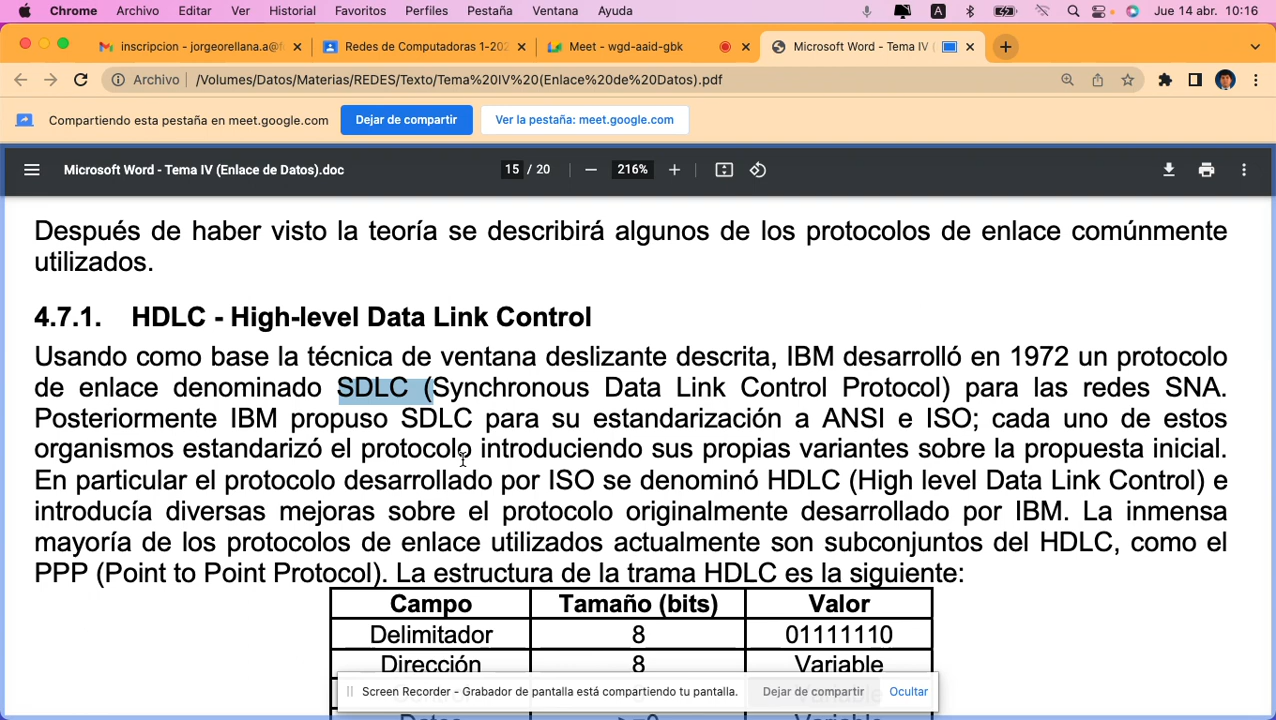 Chrome Archivo Editar Ver Historial Favoritos Perfiles Pestaña Ventana Ayuda A Jue 14 abr. 10:16
inscripcion - jorgeorellana.a@f Redes de Computadoras 1-202 Meet - wgd-aaid-gbk Microsoft Word - Tema IV (
Archivo /Volumes/Datos/Materias/REDES/Texto/Tema%20IV%20(Enlace%20de%20Datos).pdf
Compartiendo esta pestaña en meet.google.com Dejar de compartir Ver la pestaña: meet.google.com
Microsoft Word - Tema IV (Enlace de Datos).doc 15 / 20 216%
Después de haber visto la teoría se describirá algunos de los protocolos de enlace comúnmente
utilizados.
4.7.1. HDLC - High-level Data Link Control
Usando como base la técnica de ventana deslizante descrita, IBM desarrolló en 1972 un protocolo
de enlace denominado SDLC (Synchronous Data Link Control Protocol) para las redes SNA.
Posteriormente IBM propuso SDLC para su estandarización a ANSI e ISO; cada uno de estos
organismos estandarizó el protocolo introduciendo sus propias variantes sobre la propuesta inicial.
En particular el protocolo desarrollado por ISO se denominó HDLC (High level Data Link Control) e
introducía diversas mejoras sobre el protocolo originalmente desarrollado por IBM. La inmensa
mayoría de los protocolos de enlace utilizados actualmente son subconjuntos del HDLC, como el
PPP (Point to Point Protocol). La estructura de la trama HDLC es la siguiente:
Campo Tamaño (bits) Valor
Delimitador 8 01111110
Dirección 8 Variable
Screen Recorder - Grabador de pantalla está compartiendo tu pantalla. Dejar de compartir Ocultar
Datos >=0 Variable